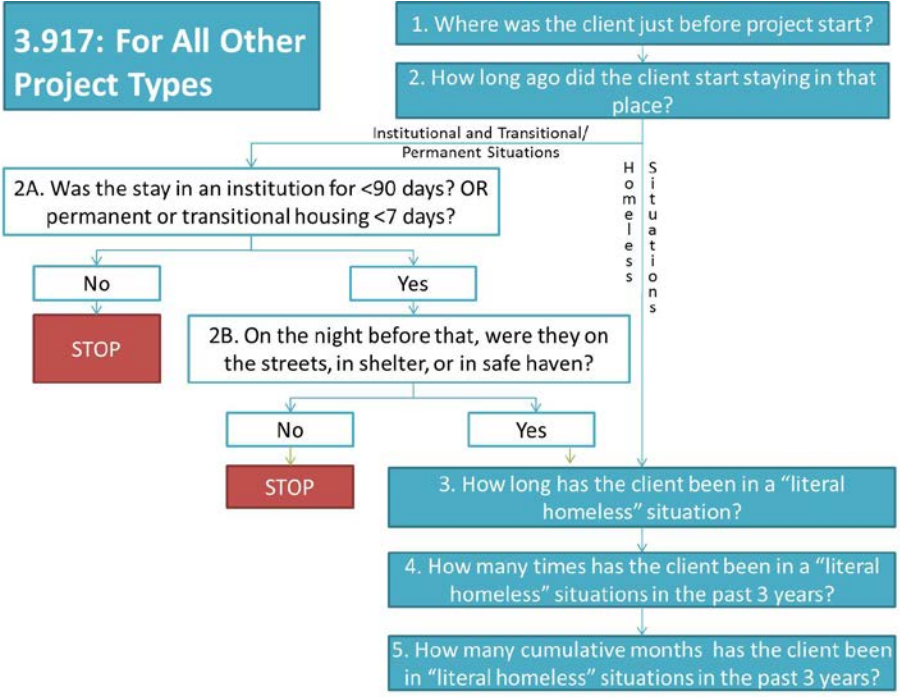 3.917: For All Other
Project Types
1. Where was the client just before project start?
2. How long ago did the client start staying in that
place?
Institutional and Transitional/
Permanent Situations
Homeless
Situations
2A. Was the stay in an institution for <90 days? OR
permanent or transitional housing <7 days?
No
Yes
STOP
2B. On the night before that, were they on
the streets, in shelter, or in safe haven?
No
Yes
STOP
3. How long has the client been in a “literal
homeless” situation?
4. How many times has the client been in a “literal
homeless” situations in the past 3 years?
5. How many cumulative months has the client been
in “literal homeless” situations in the past 3 years?